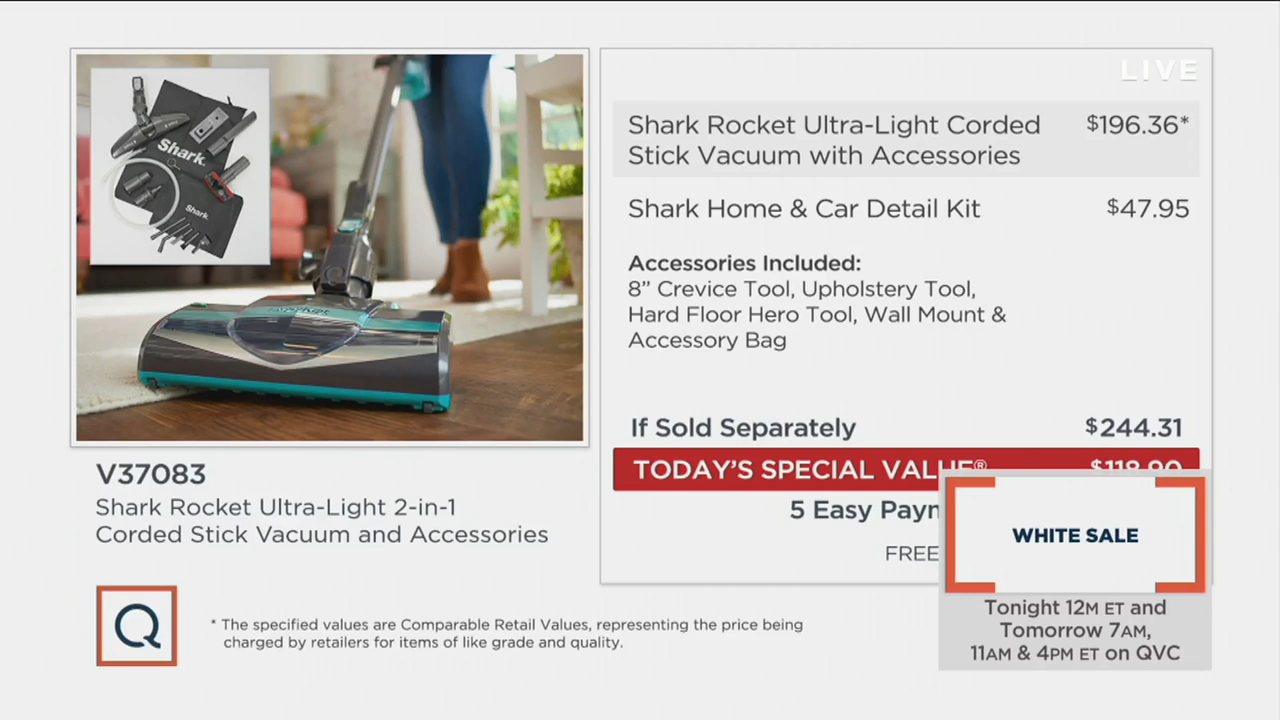 LIVE
Shark Rocket Ultra-Light Corded $196.36*
Stick Vacuum with Accessories
Shark Home & Car Detail Kit $47.95
Accessories Included:
8” Crevice Tool, Upholstery Tool,
Hard Floor Hero Tool, Wall Mount &
Accessory Bag
If Sold Separately $244.31
TODAY’S SPECIAL VALUE® $118.90
5 Easy Paym
FREE
Shark
Shark
V37083
Shark Rocket Ultra-Light 2-in-1
Corded Stick Vacuum and Accessories
Q
* The specified values are Comparable Retail Values, representing the price being
charged by retailers for items of like grade and quality.
WHITE SALE
Tonight 12M ET and
Tomorrow 7AM,
11AM & 4PM ET on QVC